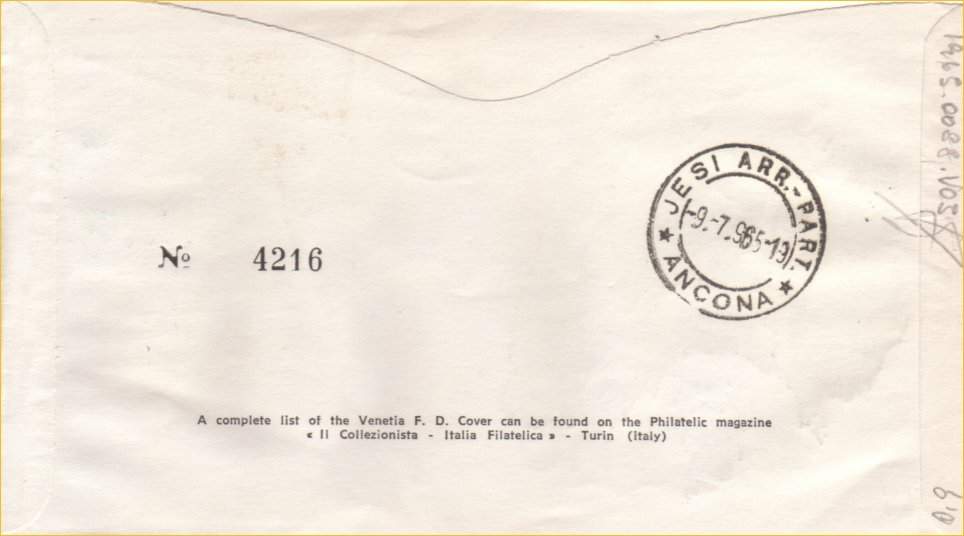 JESI ARR.-PART.
-9.-7.965-19
★ ANCONA ★
Nº 4216
A complete list of the Venetia F. D. Cover can be found on the Philatelic magazine
« Il Collezionista - Italia Filatelica » - Turin (Italy)